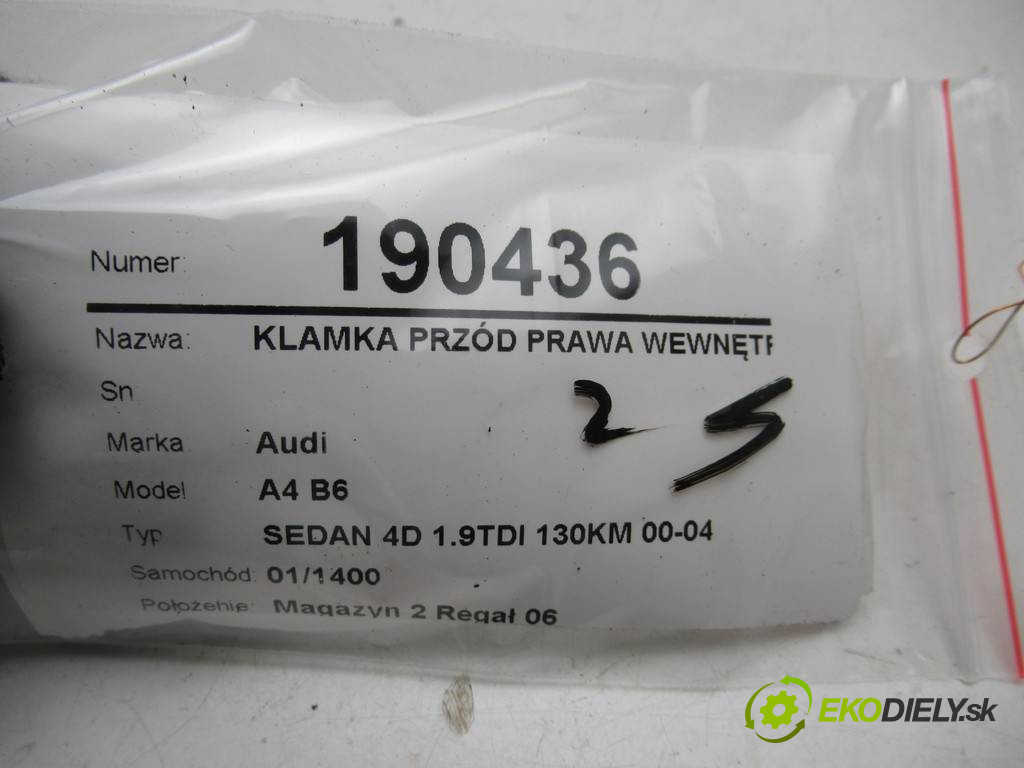 Numer: 190436
Nazwa: KLAMKA PRZÓD PRAWA WEWNĘTR
Sn
2 5
Marka Audi
Model A4 B6
Typ SEDAN 4D 1.9TDI 130KM 00-04
Samochód: 01/1400
Położenie: Magazyn 2 Regał 06
EKODIELY.sk